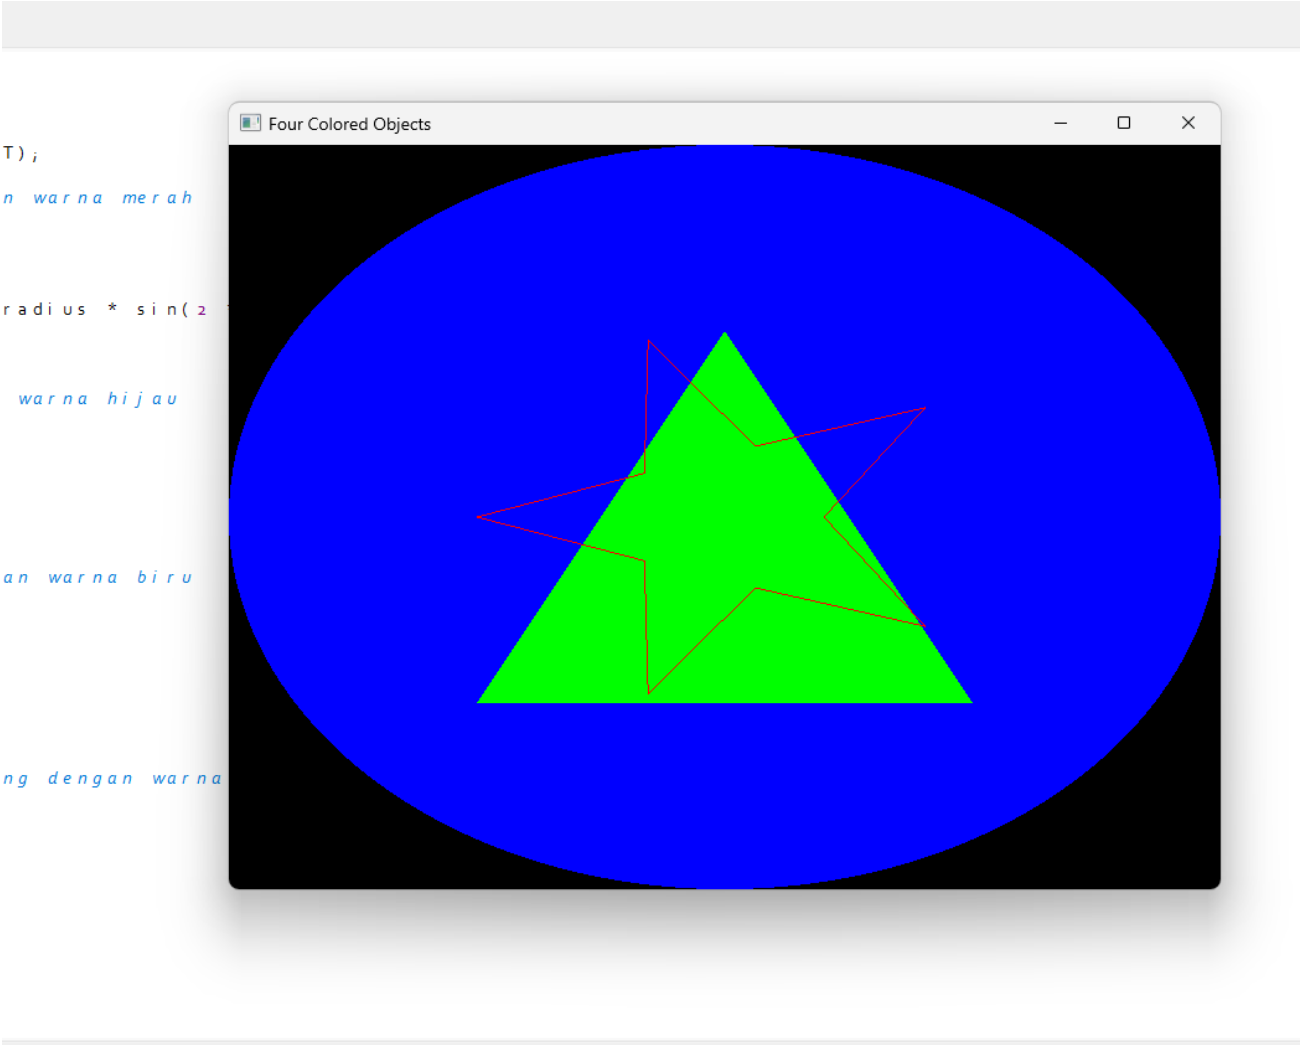 Four Colored Objects
T);
n warna merah
radius * sin(2
warna hijau
an warna biru
ng dengan warna